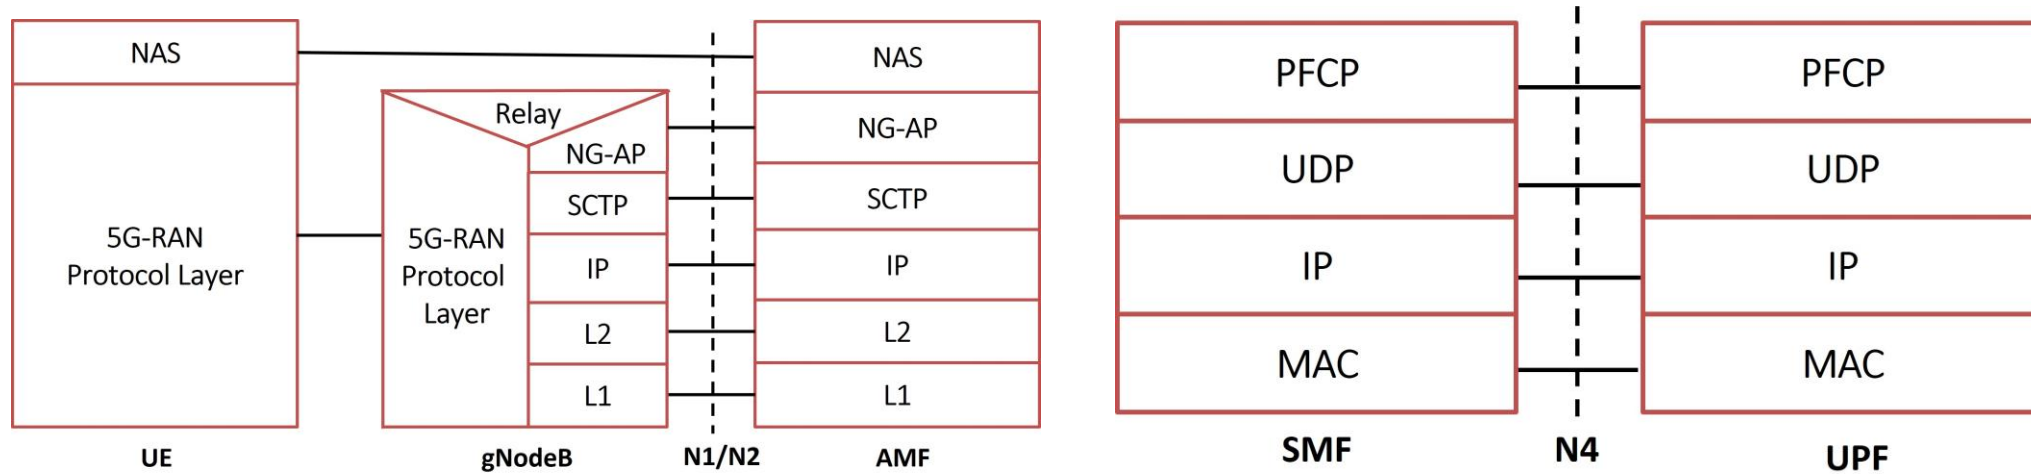 NAS
5G-RAN
Protocol Layer
UE
Relay
5G-RAN
Protocol
Layer
NG-AP
SCTP
IP
L2
L1
gNodeB
N1/N2
NAS
NG-AP
SCTP
IP
L2
L1
AMF
PFCP
UDP
IP
MAC
SMF
N4
PFCP
UDP
IP
MAC
UPF